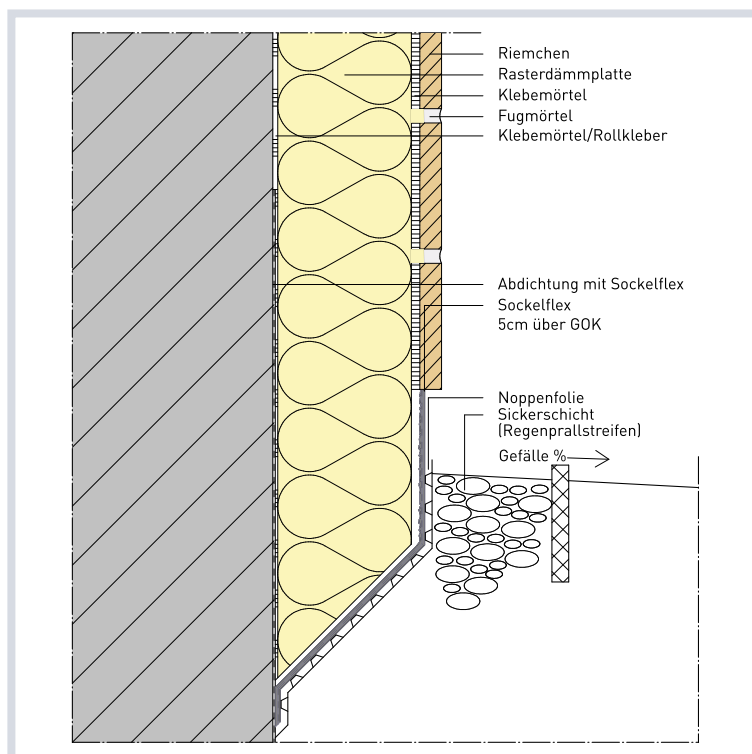 Riemchen
Rasterdämmplatte
Klebemörtel
Fugmörtel
Klebemörtel/Rollkleber
Abdichtung mit Sockelflex
Sockelflex
5cm über GOK
Noppenfolie
Sickerschicht
(Regenprallstreifen)
Gefälle %